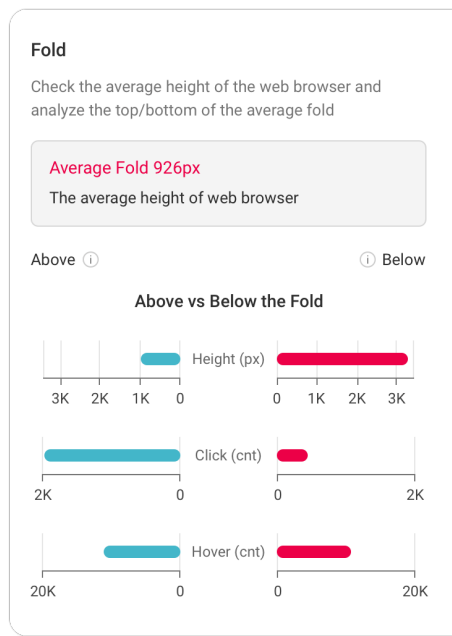 Fold
Check the average height of the web browser and
analyze the top/bottom of the average fold
Average Fold 926px
The average height of web browser
Above i i Below
Above vs Below the Fold
Height (px)
3K 2K 1K 0 0 1K 2K 3K
Click (cnt)
2K 0 0 2K
Hover (cnt)
20K 0 0 20K